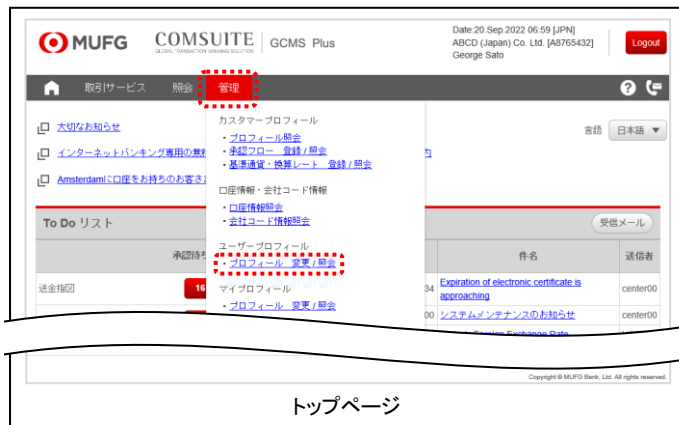 MUFG
COMSUITE
GLOBAL TRANSACTION BANKING SOLUTION
GCMS Plus
Date:20 Sep 2022 06:59 [JPN]
ABCD (Japan) Co. Ltd. [A8765432]
George Sato
Logout
取引サービス 照会 管理
大切なお知らせ
インターネットバンキング専用の無料
Amsterdamに口座をお持ちのお客さま
言語 日本語 ▼
カスタマープロフィール
・プロフィール照会
・承認フロー 登録 / 照会
・基準通貨・換算レート 登録 / 照会
口座情報・会社コード情報
・口座情報照会
・会社コード情報照会
ユーザープロフィール
・プロフィール 変更 / 照会
マイプロフィール
・プロフィール 変更 / 照会
To Do リスト
受信メール
承認待ち
件名 送信者
送金指図 16
34 Expiration of electronic certificate is approaching center00
00 システムメンテナンスのお知らせ center00
Foreign Exchange Rate
Copyright © MUFG Bank, Ltd. All rights reserved.
トップページ